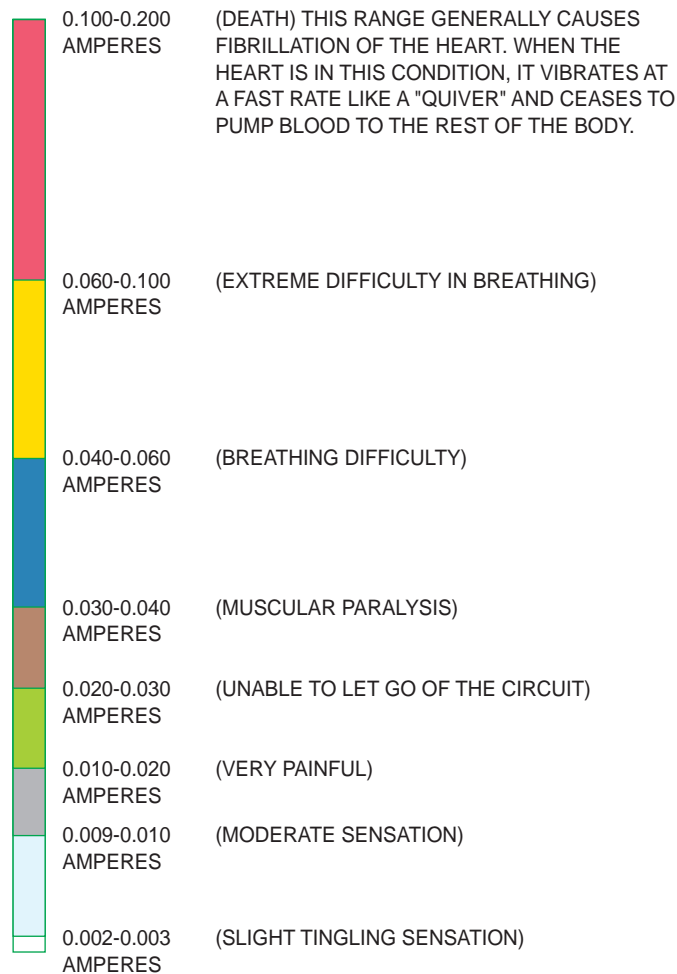 0.100-0.200 (DEATH) THIS RANGE GENERALLY CAUSES
AMPERES FIBRILLATION OF THE HEART. WHEN THE
HEART IS IN THIS CONDITION, IT VIBRATES AT
A FAST RATE LIKE A "QUIVER" AND CEASES TO
PUMP BLOOD TO THE REST OF THE BODY.
0.060-0.100 (EXTREME DIFFICULTY IN BREATHING)
AMPERES
0.040-0.060 (BREATHING DIFFICULTY)
AMPERES
0.030-0.040 (MUSCULAR PARALYSIS)
AMPERES
0.020-0.030 (UNABLE TO LET GO OF THE CIRCUIT)
AMPERES
0.010-0.020 (VERY PAINFUL)
AMPERES
0.009-0.010 (MODERATE SENSATION)
AMPERES
0.002-0.003 (SLIGHT TINGLING SENSATION)
AMPERES